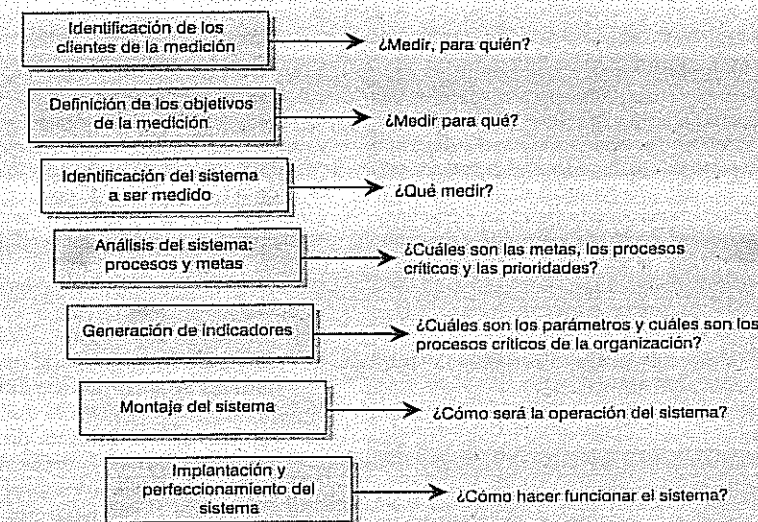 Identificación de los
clientes de la medición
¿Medir, para quién?
Definición de los objetivos
de la medición
¿Medir para qué?
Identificación del sistema
a ser medido
¿Qué medir?
Análisis del sistema:
procesos y metas
¿Cuáles son las metas, los procesos
críticos y las prioridades?
Generación de indicadores
¿Cuáles son los parámetros y cuáles son los
procesos críticos de la organización?
Montaje del sistema
¿Cómo será la operación del sistema?
Implantación y
perfeccionamiento del
sistema
¿Cómo hacer funcionar el sistema?